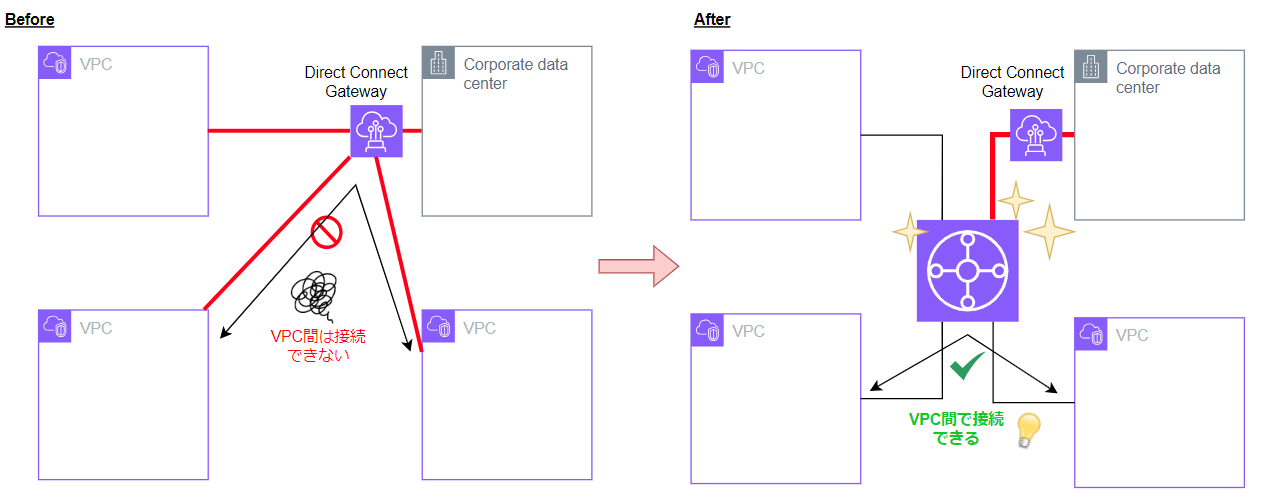 Before
VPC
Direct Connect
Gateway
Corporate data
center
VPC間は接続
できない
VPC
VPC
After
VPC
Direct Connect
Gateway
Corporate data
center
VPC
VPC
VPC間で接続
できる